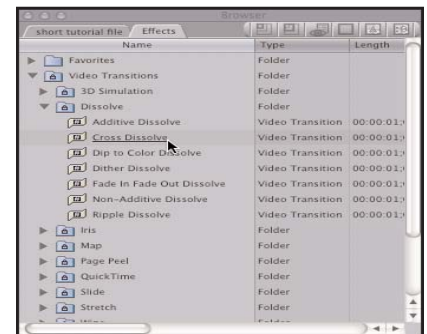 Browser
short tutorial file Effects
Name Type Length
Favorites Folder
Video Transitions Folder
3D Simulation Folder
Dissolve Folder
Additive Dissolve Video Transition 00:00:01;
Cross Dissolve Video Transition 00:00:01;
Dip to Color Dissolve Video Transition 00:00:01;
Dither Dissolve Video Transition 00:00:01;
Fade In Fade Out Dissolve Video Transition 00:00:01;
Non-Additive Dissolve Video Transition 00:00:01;
Ripple Dissolve Video Transition 00:00:01;
Iris Folder
Map Folder
Page Peel Folder
QuickTime Folder
Slide Folder
Stretch Folder